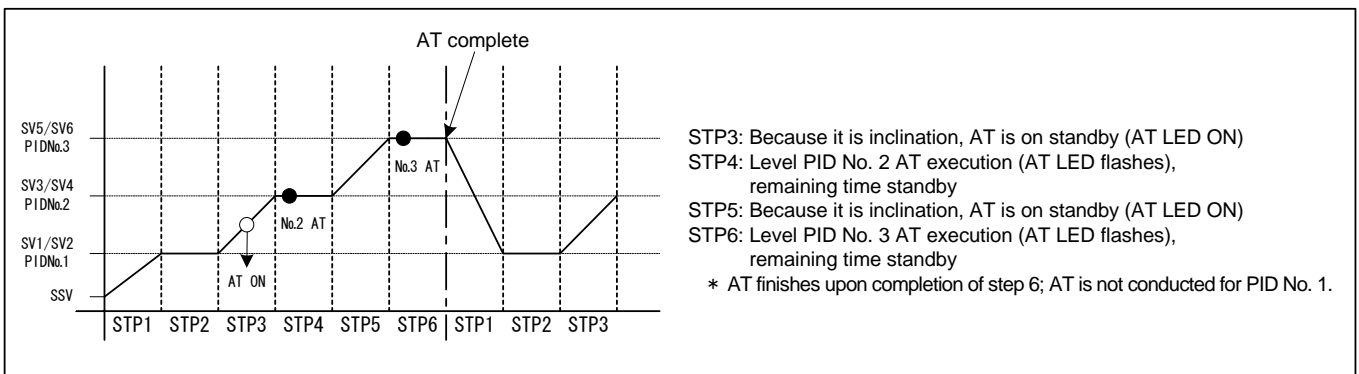 AT complete
SV5/SV6
PIDNo.3
No.3 AT
SV3/SV4
PIDNo.2
No.2 AT
SV1/SV2
PIDNo.1
AT ON
SSV
STP1 STP2 STP3 STP4 STP5 STP6 STP1 STP2 STP3
STP3: Because it is inclination, AT is on standby (AT LED ON)
STP4: Level PID No. 2 AT execution (AT LED flashes),
remaining time standby
STP5: Because it is inclination, AT is on standby (AT LED ON)
STP6: Level PID No. 3 AT execution (AT LED flashes),
remaining time standby
* AT finishes upon completion of step 6; AT is not conducted for PID No. 1.